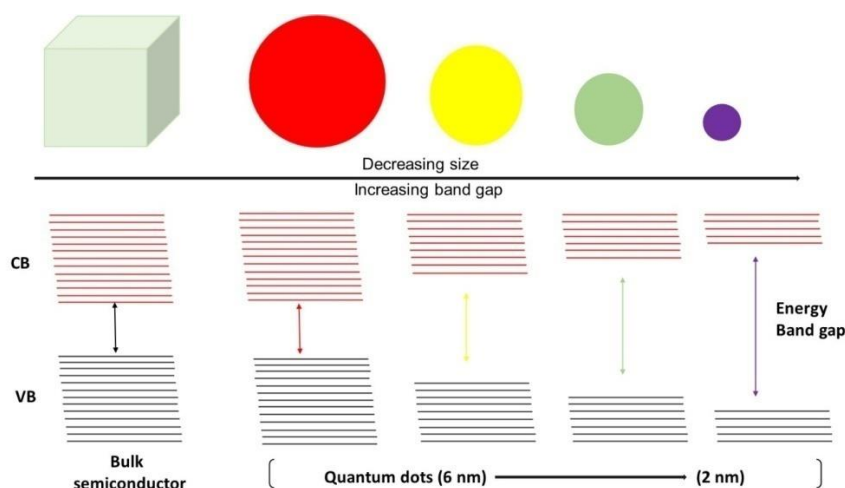 Decreasing size
Increasing band gap
CB
Energy
Band gap
VB
Bulk
semiconductor
Quantum dots (6 nm) (2 nm)